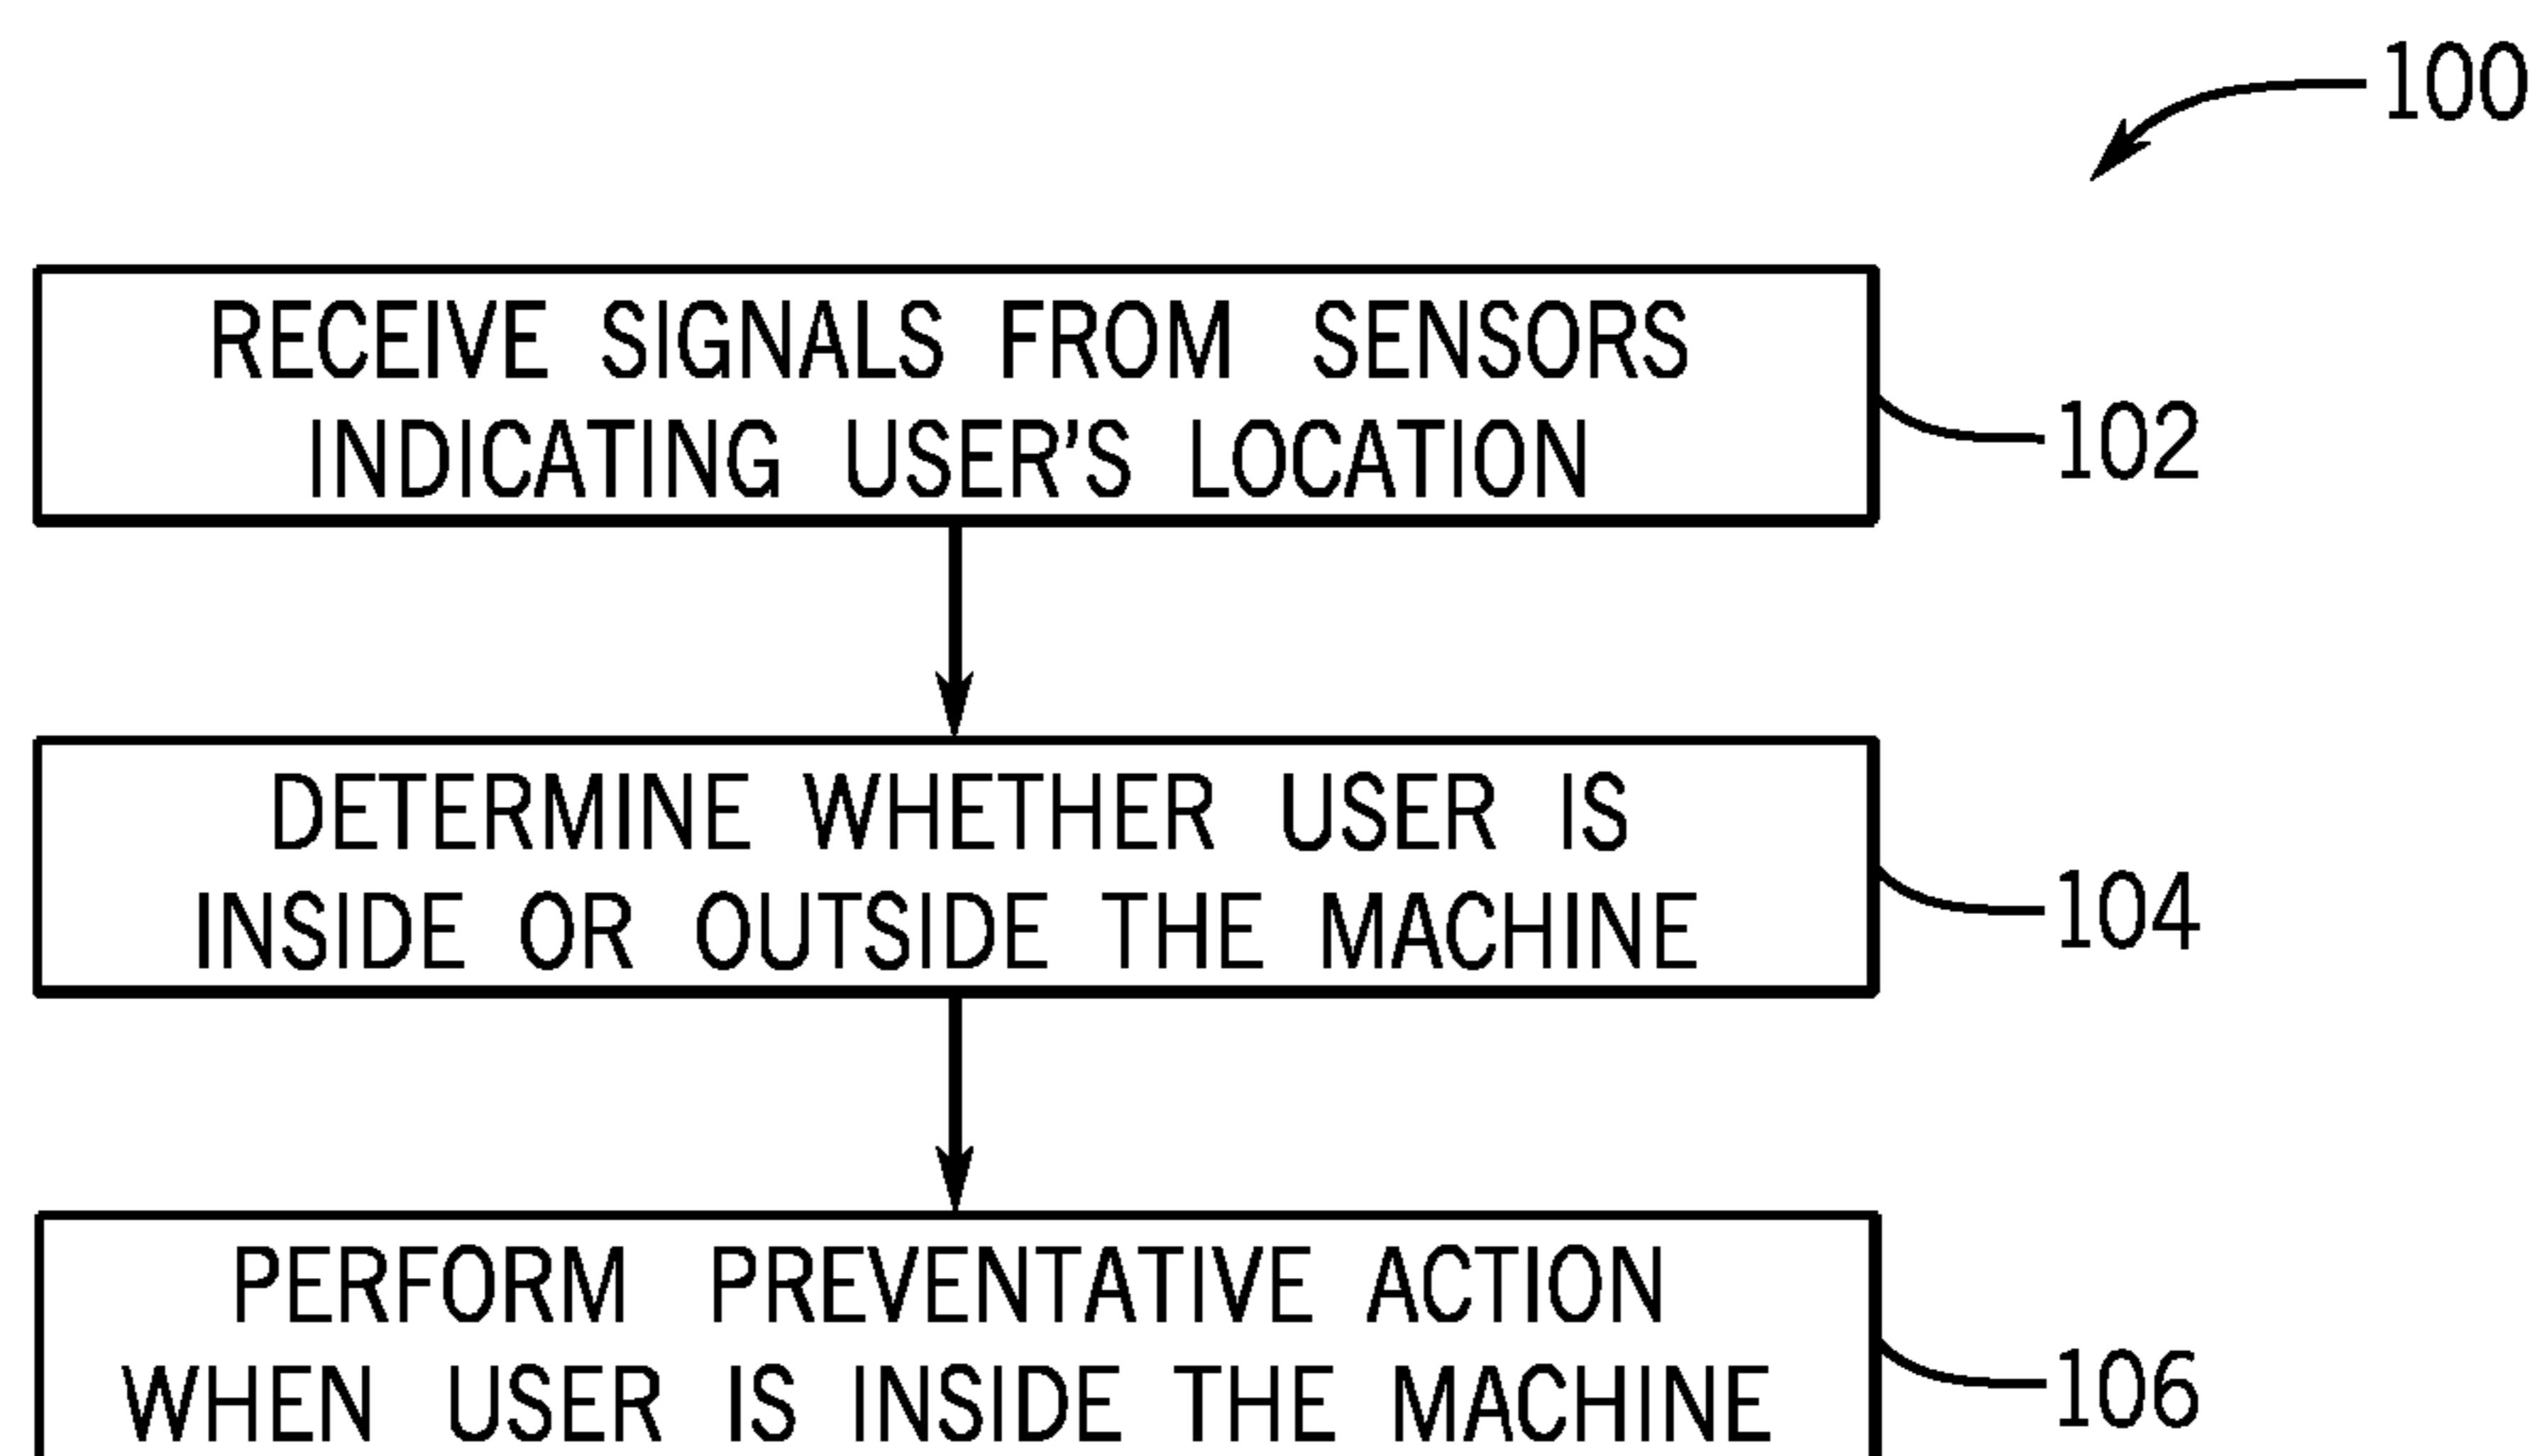 100
RECEIVE SIGNALS FROM SENSORS
INDICATING USER'S LOCATION
102
DETERMINE WHETHER USER IS
INSIDE OR OUTSIDE THE MACHINE
104
PERFORM PREVENTATIVE ACTION
WHEN USER IS INSIDE THE MACHINE
106